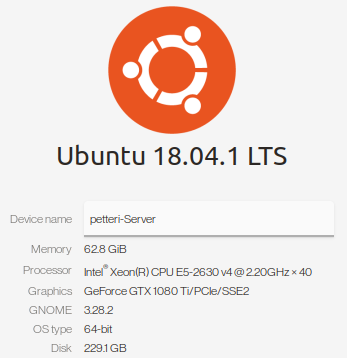 Ubuntu 18.04.1 LTS
Device name petteri-Server
Memory 62.8 GiB
Processor Intel® Xeon(R) CPU E5-2630 v4 @ 2.20GHz × 40
Graphics GeForce GTX 1080 Ti/PCIe/SSE2
GNOME 3.28.2
OS type 64-bit
Disk 229.1 GB